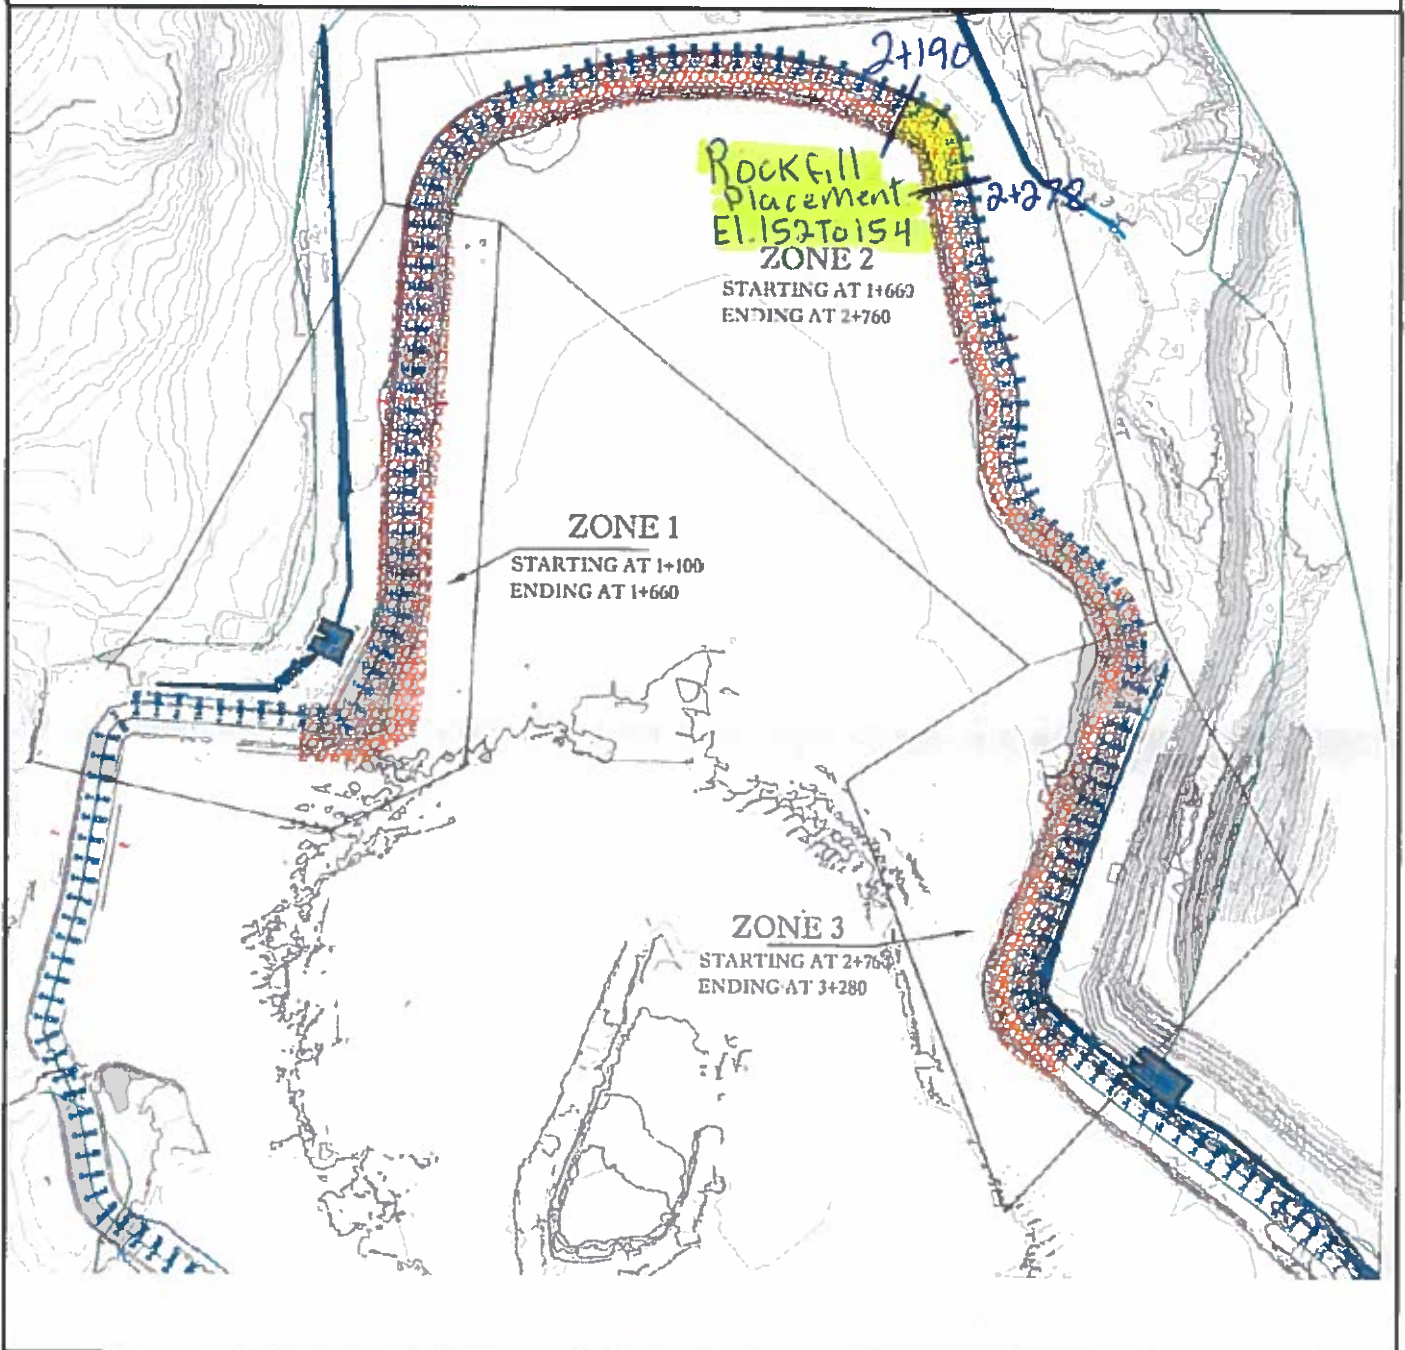 2+190
Rockfill
Placement
El.152To154
2+278
ZONE 2
STARTING AT 1+660
ENDING AT 2+760
ZONE 1
STARTING AT 1+100
ENDING AT 1+660
ZONE 3
STARTING AT 2+760
ENDING AT 3+280